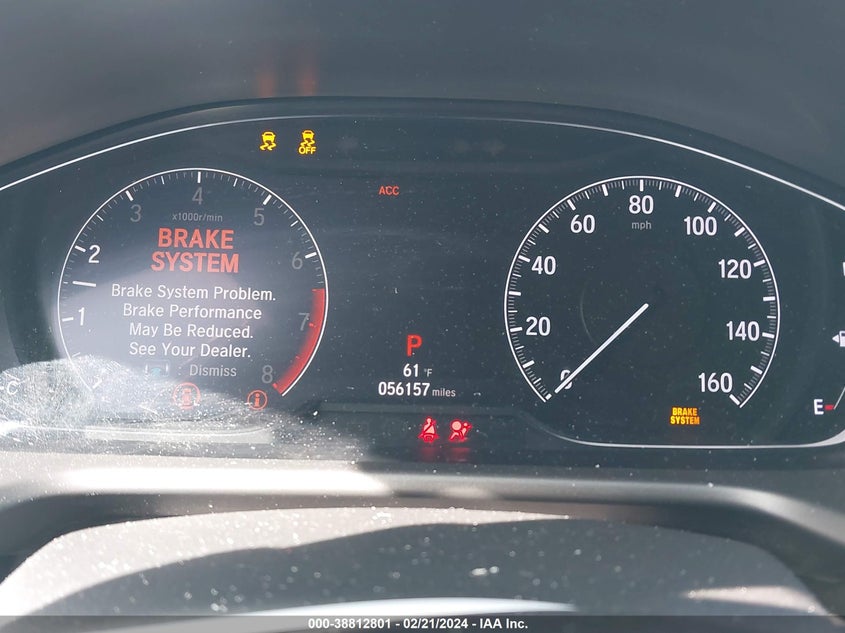 OFF
ACC
4
3
5
x1000r/min
BRAKE
SYSTEM
2
6
Brake System Problem.
Brake Performance
1
7
May Be Reduced.
See Your Dealer.
: Dismiss
8
C
P
61 °F
056157 miles
80
60
100
mph
40
120
20
140
0
160
BRAKE
SYSTEM
E
000-38812801 - 02/21/2024 - IAA Inc.